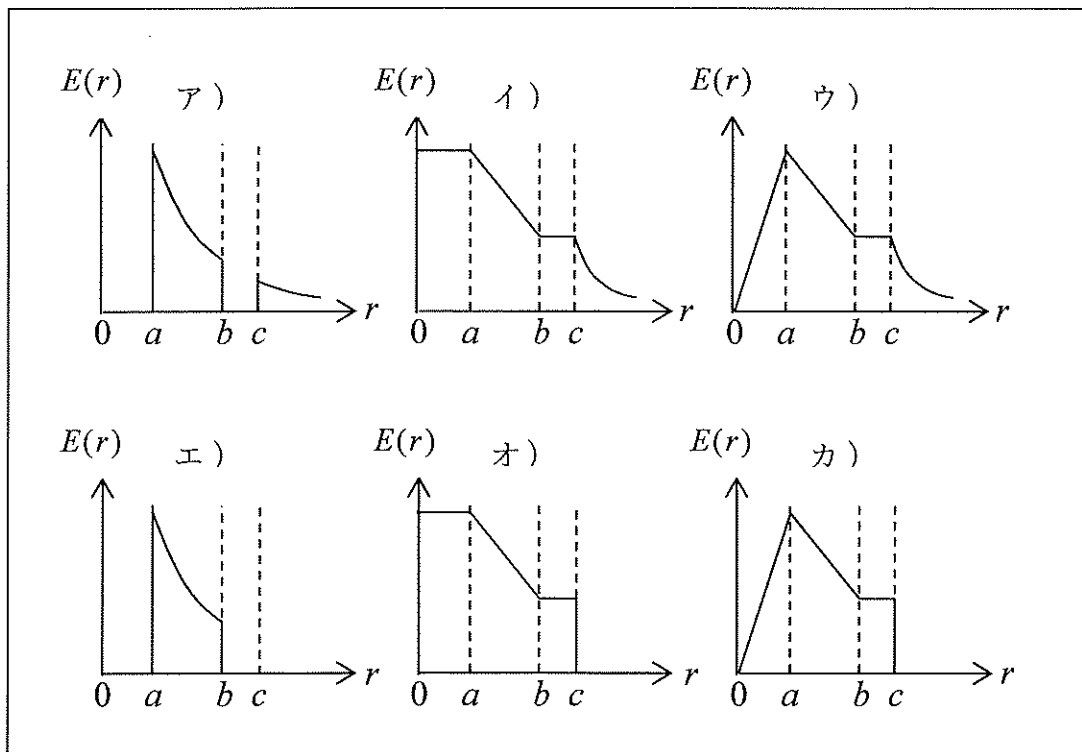 E(r) ア) E(r) イ) E(r) ウ)
0 a b c r 0 a b c r 0 a b c r
E(r) エ) E(r) オ) E(r) カ)
0 a b c r 0 a b c r 0 a b c r